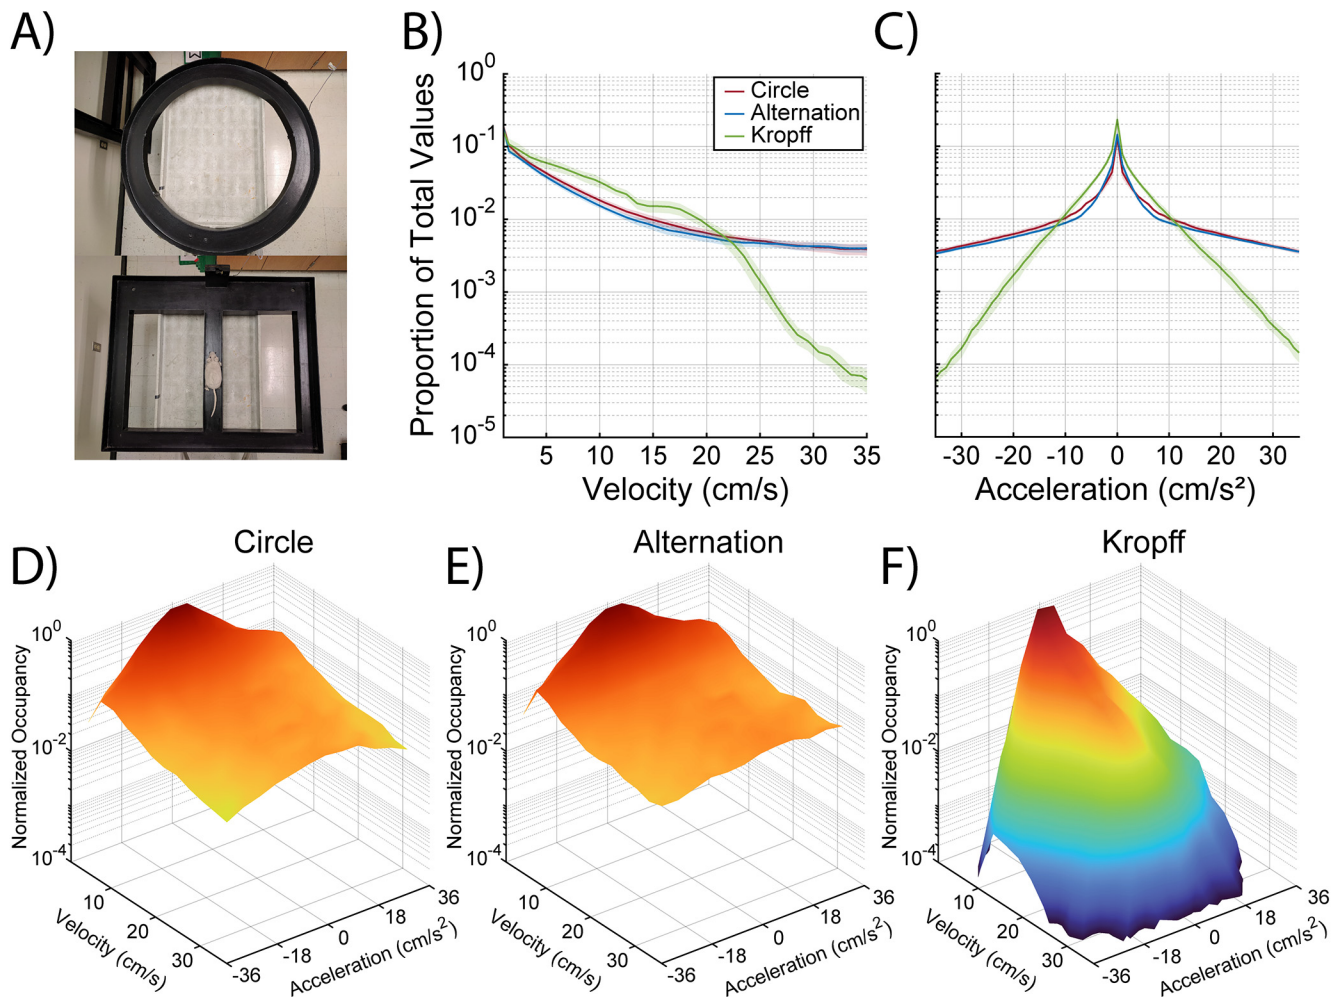 A)
B)
C)
Proportion of Total Values
10^0
10^-1
10^-2
10^-3
10^-4
10^-5
Circle
Alternation
Kropff
5 10 15 20 25 30 35
Velocity (cm/s)
-30 -20 -10 0 10 20 30
Acceleration (cm/s²)
D)
Circle
Normalized Occupancy
10^0
10^-2
10^-4
10
20
30
Velocity (cm/s)
-36
-18
0
18
36
Acceleration (cm/s^2)
E)
Alternation
Normalized Occupancy
10^0
10^-2
10^-4
10
20
30
Velocity (cm/s)
-36
-18
0
18
36
Acceleration (cm/s^2)
F)
Kropff
Normalized Occupancy
10^0
10^-2
10^-4
10
20
30
Velocity (cm/s)
-36
-18
0
18
36
Acceleration (cm/s^2)